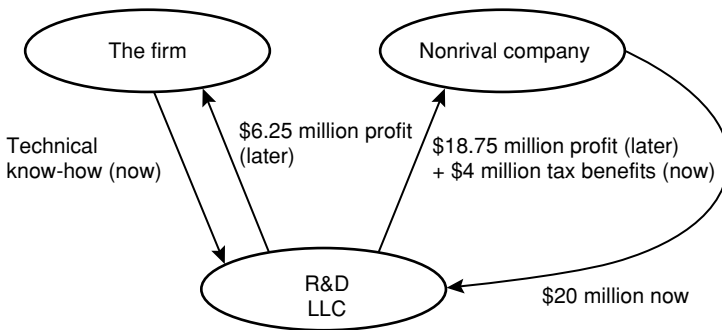 The firm
Nonrival company
Technical
know-how (now)
$6.25 million profit
(later)
$18.75 million profit (later)
+ $4 million tax benefits (now)
R&D
LLC
$20 million now